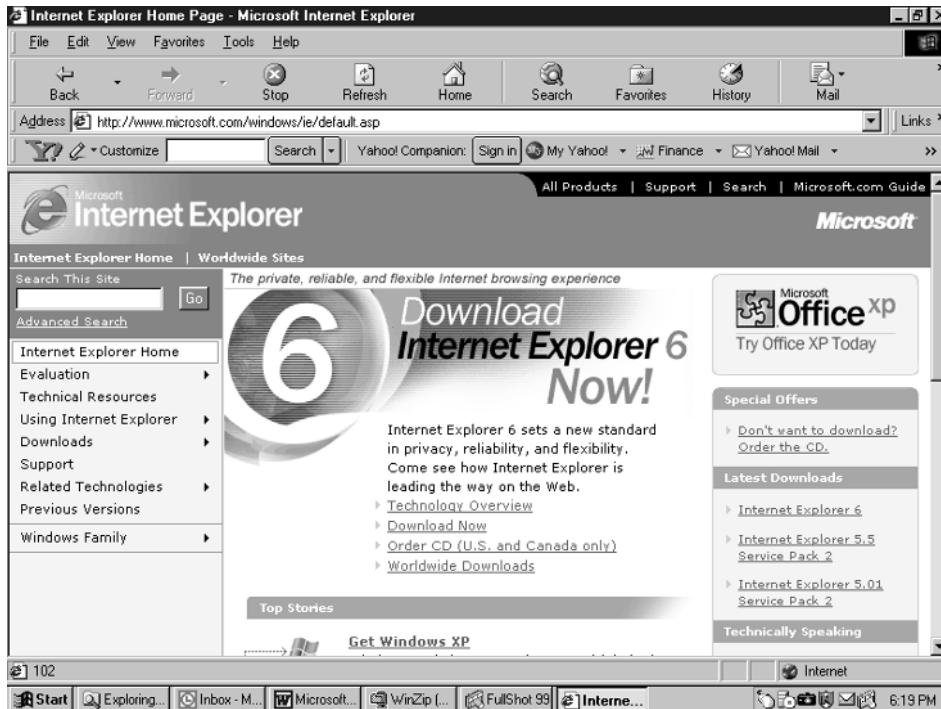 Internet Explorer Home Page - Microsoft Internet Explorer
File Edit View Favorites Tools Help
Back Forward Stop Refresh Home Search Favorites History Mail
Address http://www.microsoft.com/windows/ie/default.asp Links
Y! Customize Search Yahoo! Companion: Sign in My Yahoo! Finance Yahoo! Mail »
All Products | Support | Search | Microsoft.com Guide
Microsoft
Internet Explorer
Microsoft
Internet Explorer Home | Worldwide Sites
Search This Site
Go
Advanced Search
Internet Explorer Home
Evaluation
Technical Resources
Using Internet Explorer
Downloads
Support
Related Technologies
Previous Versions
Windows Family
The private, reliable, and flexible Internet browsing experience
6
Download
Internet Explorer 6
Now!
Internet Explorer 6 sets a new standard
in privacy, reliability, and flexibility.
Come see how Internet Explorer is
leading the way on the Web.
Technology Overview
Download Now
Order CD (U.S. and Canada only)
Worldwide Downloads
Top Stories
Get Windows XP
Microsoft
Office xp
Try Office XP Today
Special Offers
Don't want to download?
Order the CD.
Latest Downloads
Internet Explorer 6
Internet Explorer 5.5
Service Pack 2
Internet Explorer 5.01
Service Pack 2
Technically Speaking
102 Internet
Start Exploring... Inbox - M... Microsoft... WinZip (... FullShot 99 Interne... 6:19 PM